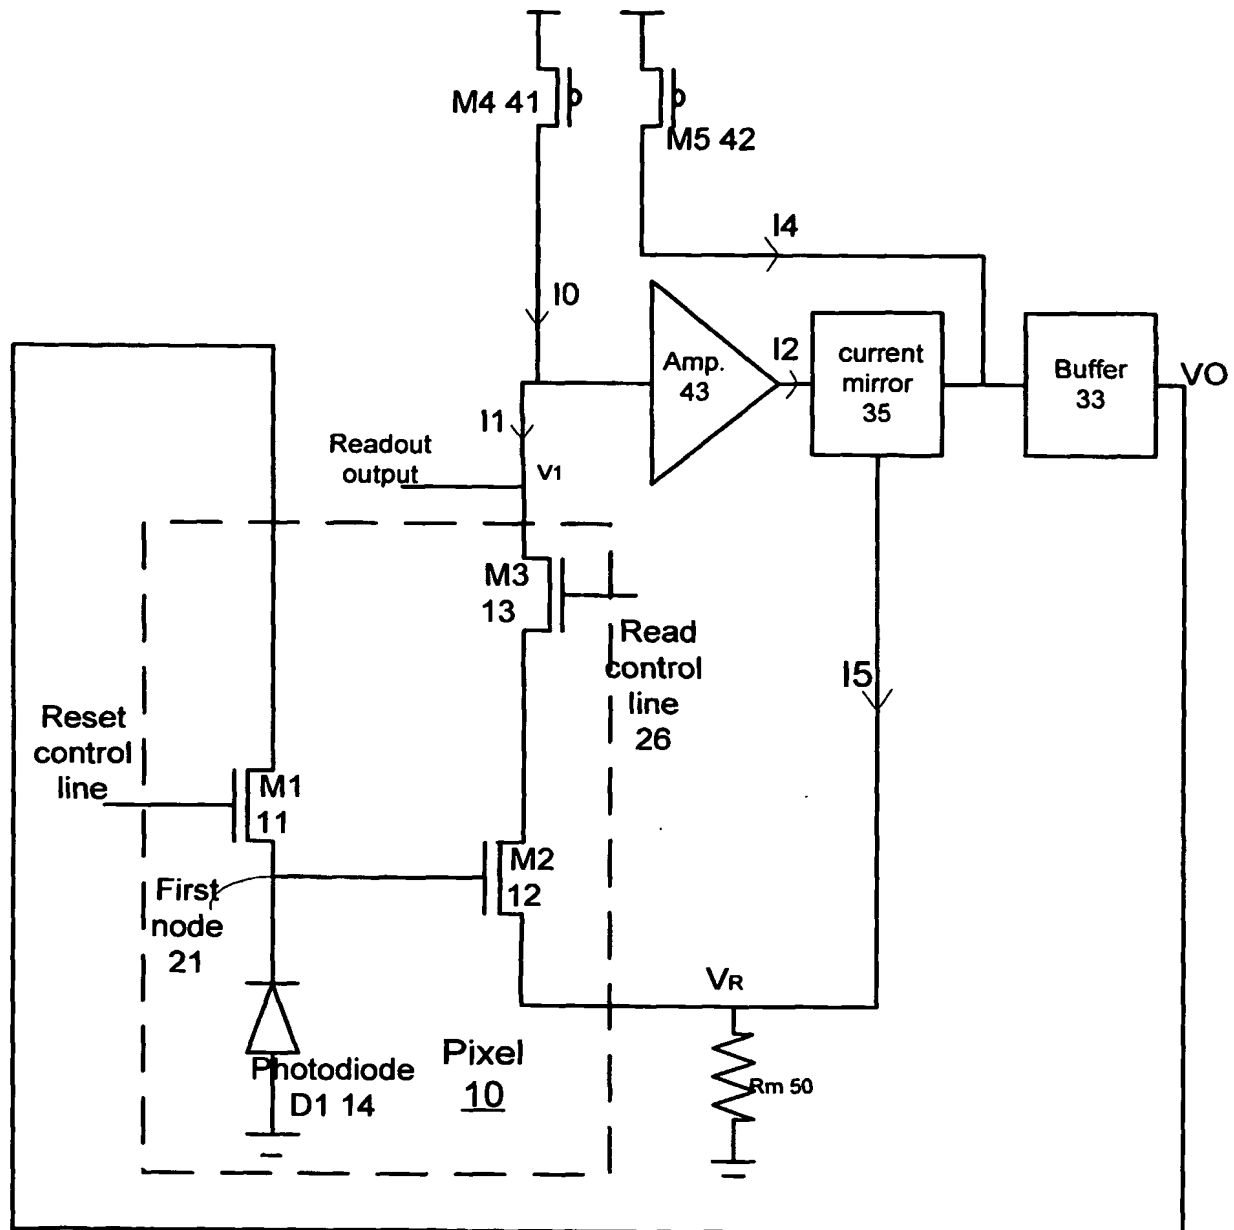 M4 41
M5 42
I4
I0
Amp.
43
I2
current
mirror
35
Buffer
33
VO
I1
Readout
output
V1
M3
13
Read
control
line
26
I5
Reset
control
line
M1
11
M2
12
First
node
21
VR
Photodiode
D1 14
Pixel
10
Rm 50